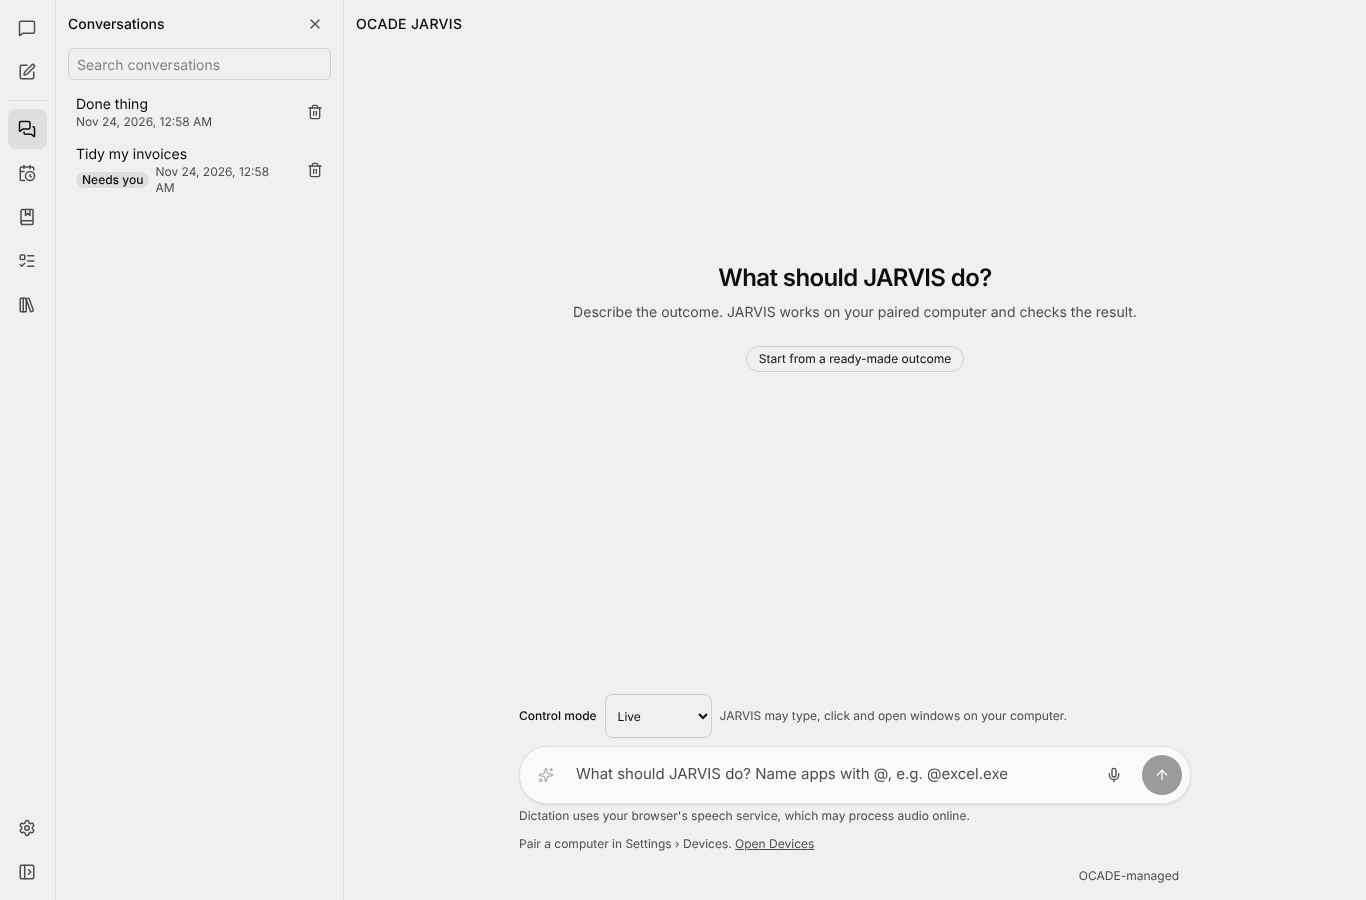 Conversations
OCADE JARVIS
Search conversations
Done thing
Nov 24, 2026, 12:58 AM
Tidy my invoices
Needs you
Nov 24, 2026, 12:58
AM
What should JARVIS do?
Describe the outcome. JARVIS works on your paired computer and checks the result.
Start from a ready-made outcome
Control mode
Live
JARVIS may type, click and open windows on your computer.
What should JARVIS do? Name apps with @, e.g. @excel.exe
Dictation uses your browser's speech service, which may process audio online.
Pair a computer in Settings › Devices. Open Devices
OCADE-managed